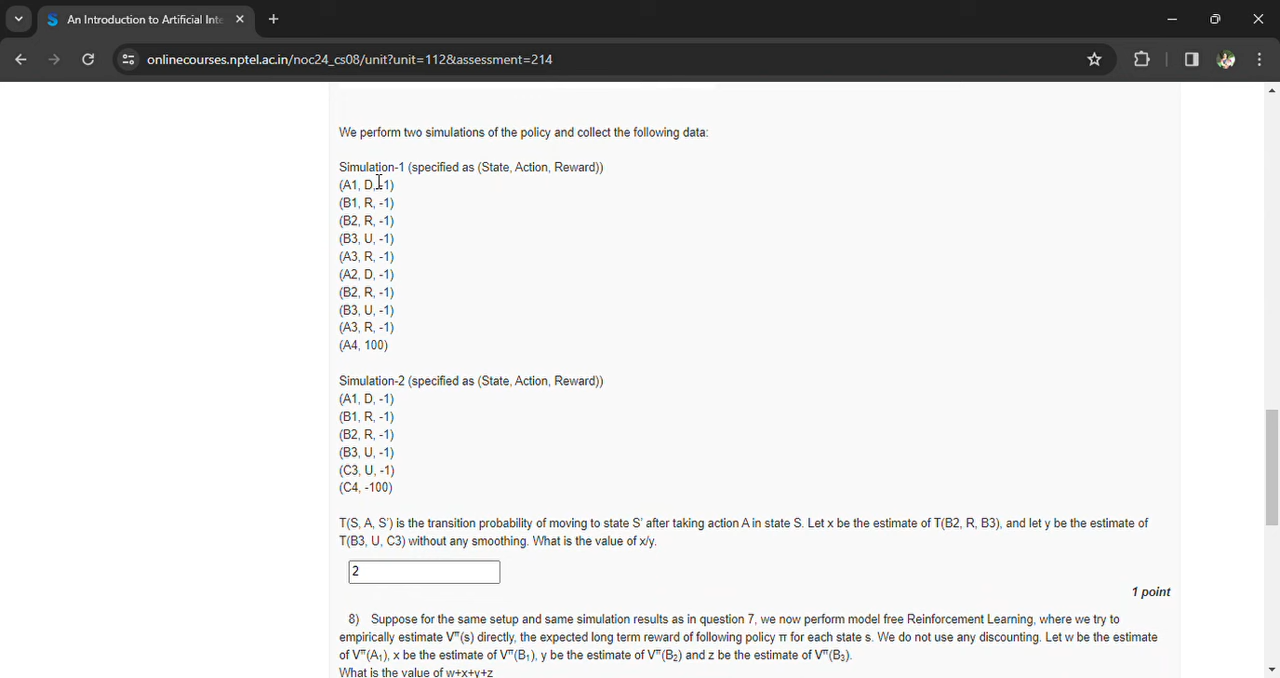 An Introduction to Artificial Inte
onlinecourses.nptel.ac.in/noc24_cs08/unit?unit=112&assessment=214
We perform two simulations of the policy and collect the following data:
Simulation-1 (specified as (State, Action, Reward))
(A1, D, -1)
(B1, R, -1)
(B2, R, -1)
(B3, U, -1)
(A3, R, -1)
(A2, D, -1)
(B2, R, -1)
(B3, U, -1)
(A3, R, -1)
(A4, 100)
Simulation-2 (specified as (State, Action, Reward))
(A1, D, -1)
(B1, R, -1)
(B2, R, -1)
(B3, U, -1)
(C3, U, -1)
(C4, -100)
T(S, A, S') is the transition probability of moving to state S' after taking action A in state S. Let x be the estimate of T(B2, R, B3), and let y be the estimate of
T(B3, U, C3) without any smoothing. What is the value of x/y.
2
1 point
8) Suppose for the same setup and same simulation results as in question 7, we now perform model free Reinforcement Learning, where we try to
empirically estimate Vπ(s) directly, the expected long term reward of following policy π for each state s. We do not use any discounting. Let w be the estimate
of Vπ(A1), x be the estimate of Vπ(B1), y be the estimate of Vπ(B2) and z be the estimate of Vπ(B3).
What is the value of w+x+y+z